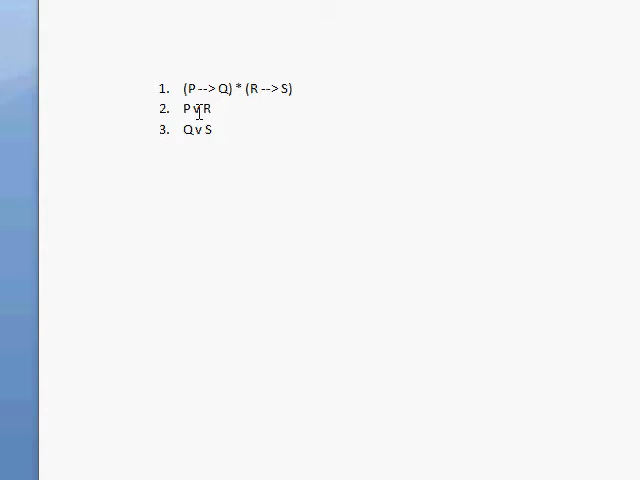 1. (P --> Q) * (R --> S)
2. P v R
3. Q v S